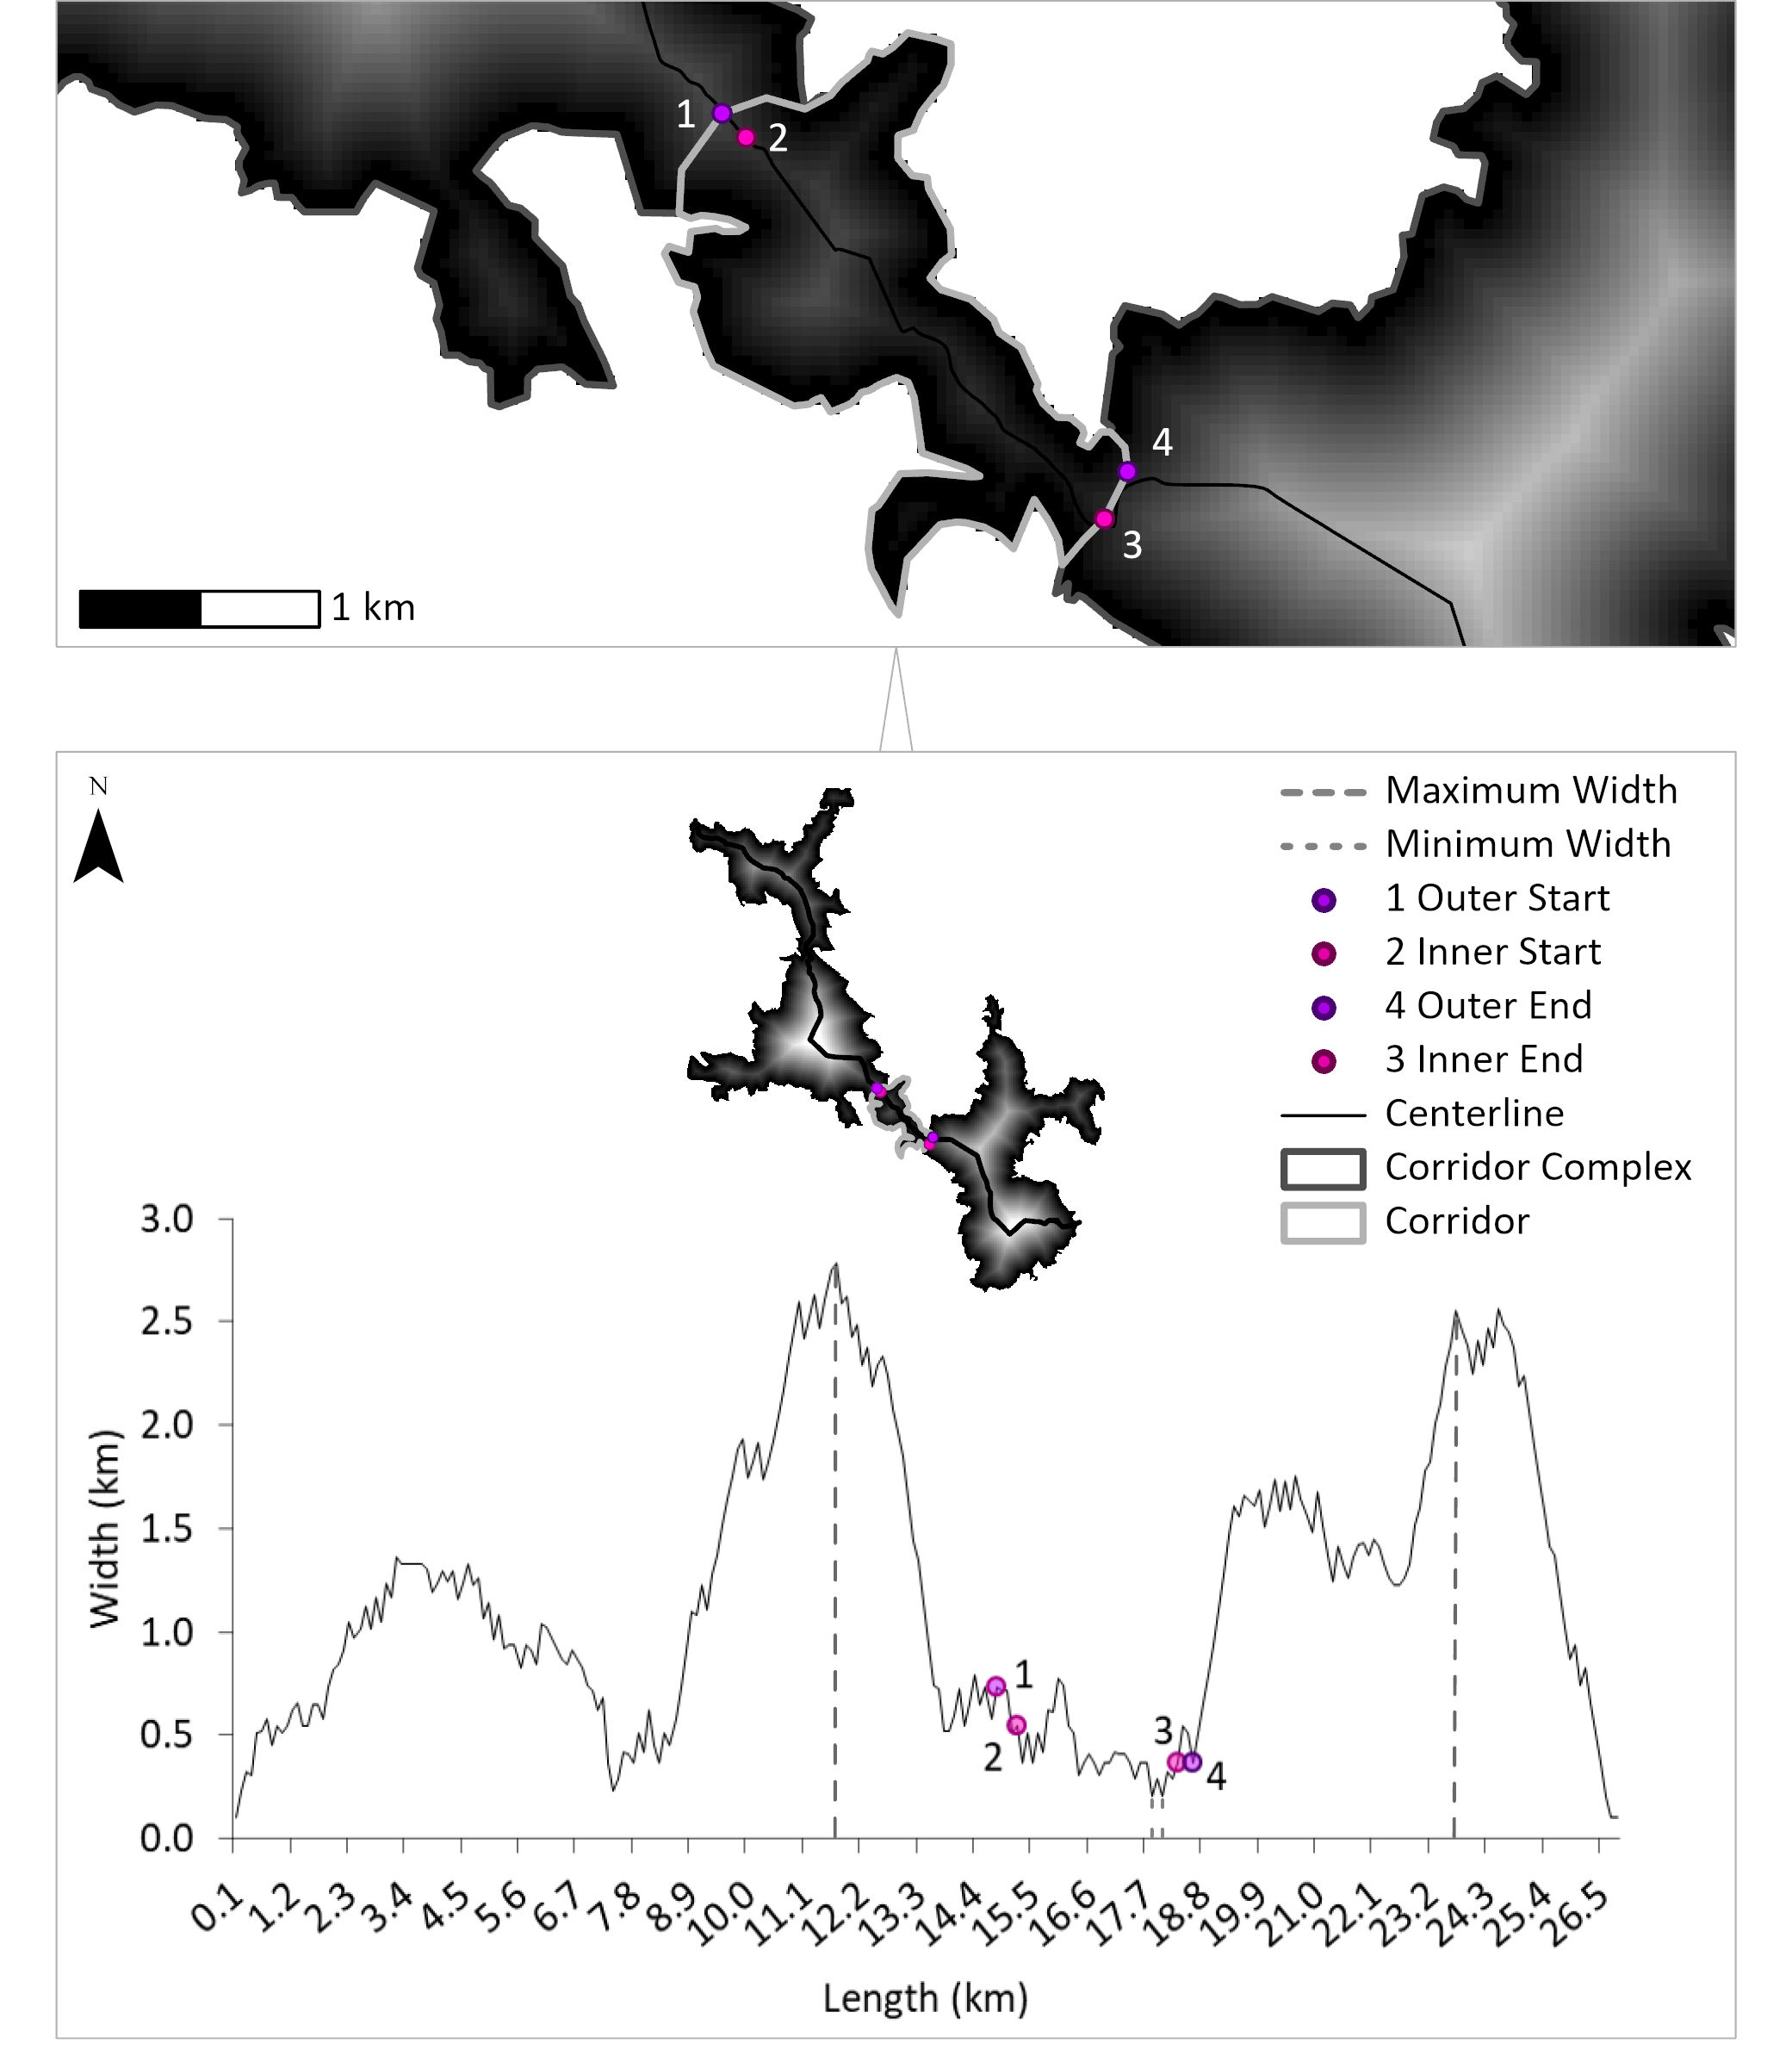 1
2
4
3
1 km
N
Maximum Width
Minimum Width
1 Outer Start
2 Inner Start
4 Outer End
3 Inner End
Centerline
Corridor Complex
Corridor
3.0
2.5
2.0
1.5
1.0
0.5
0.0
Width (km)
1
2
3
4
0.1 1.2 2.3 3.4 4.5 5.6 6.7 7.8 8.9 10.0 11.1 12.2 13.3 14.4 15.5 16.6 17.7 18.8 19.9 21.0 22.1 23.2 24.3 25.4 26.5
Length (km)